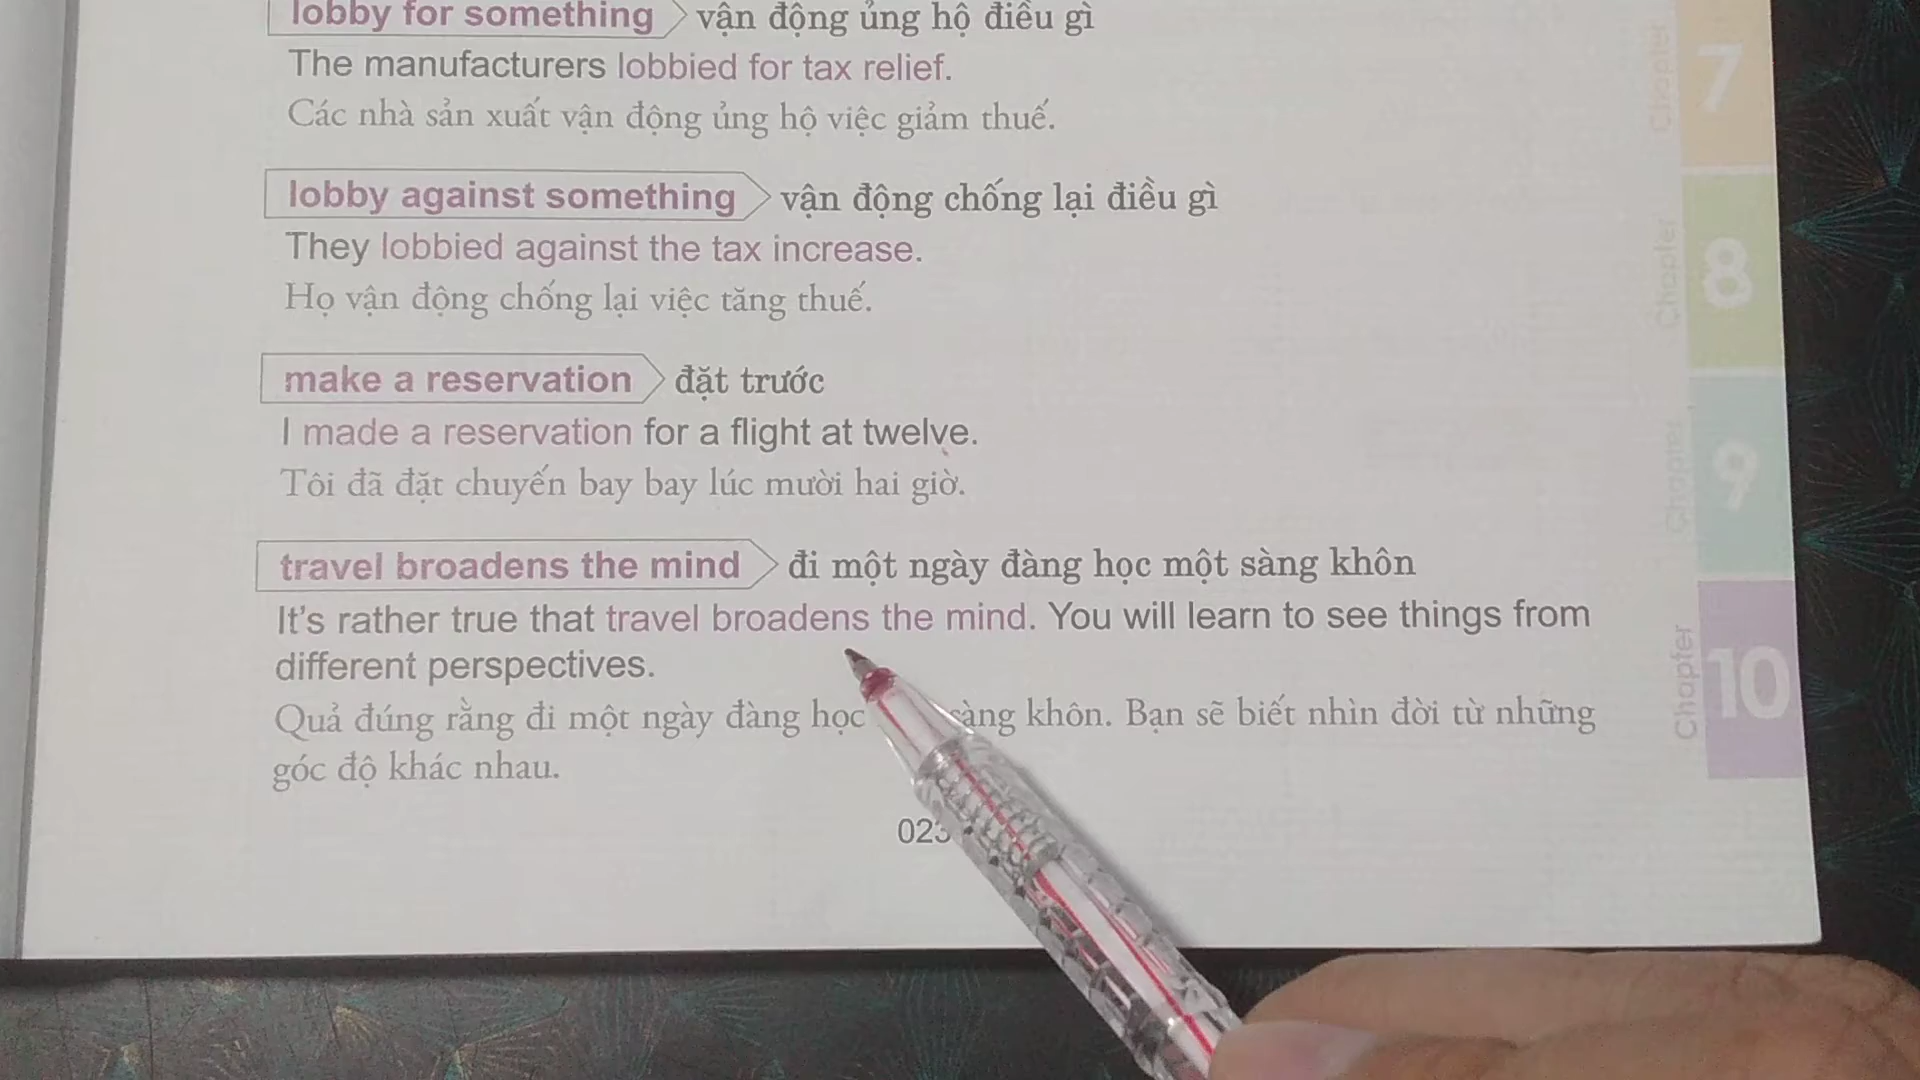 lobby for something vận động ủng hộ điều gì
The manufacturers lobbied for tax relief.
Các nhà sản xuất vận động ủng hộ việc giảm thuế.
lobby against something vận động chống lại điều gì
They lobbied against the tax increase.
Họ vận động chống lại việc tăng thuế.
make a reservation đặt trước
I made a reservation for a flight at twelve.
Tôi đã đặt chuyến bay bay lúc mười hai giờ.
travel broadens the mind đi một ngày đàng học một sàng khôn
It's rather true that travel broadens the mind. You will learn to see things from
different perspectives.
Quả đúng rằng đi một ngày đàng học sàng khôn. Bạn sẽ biết nhìn đời từ những
góc độ khác nhau.
023
Chapter 7
Chapter 8
Chapter 9
Chapter 10